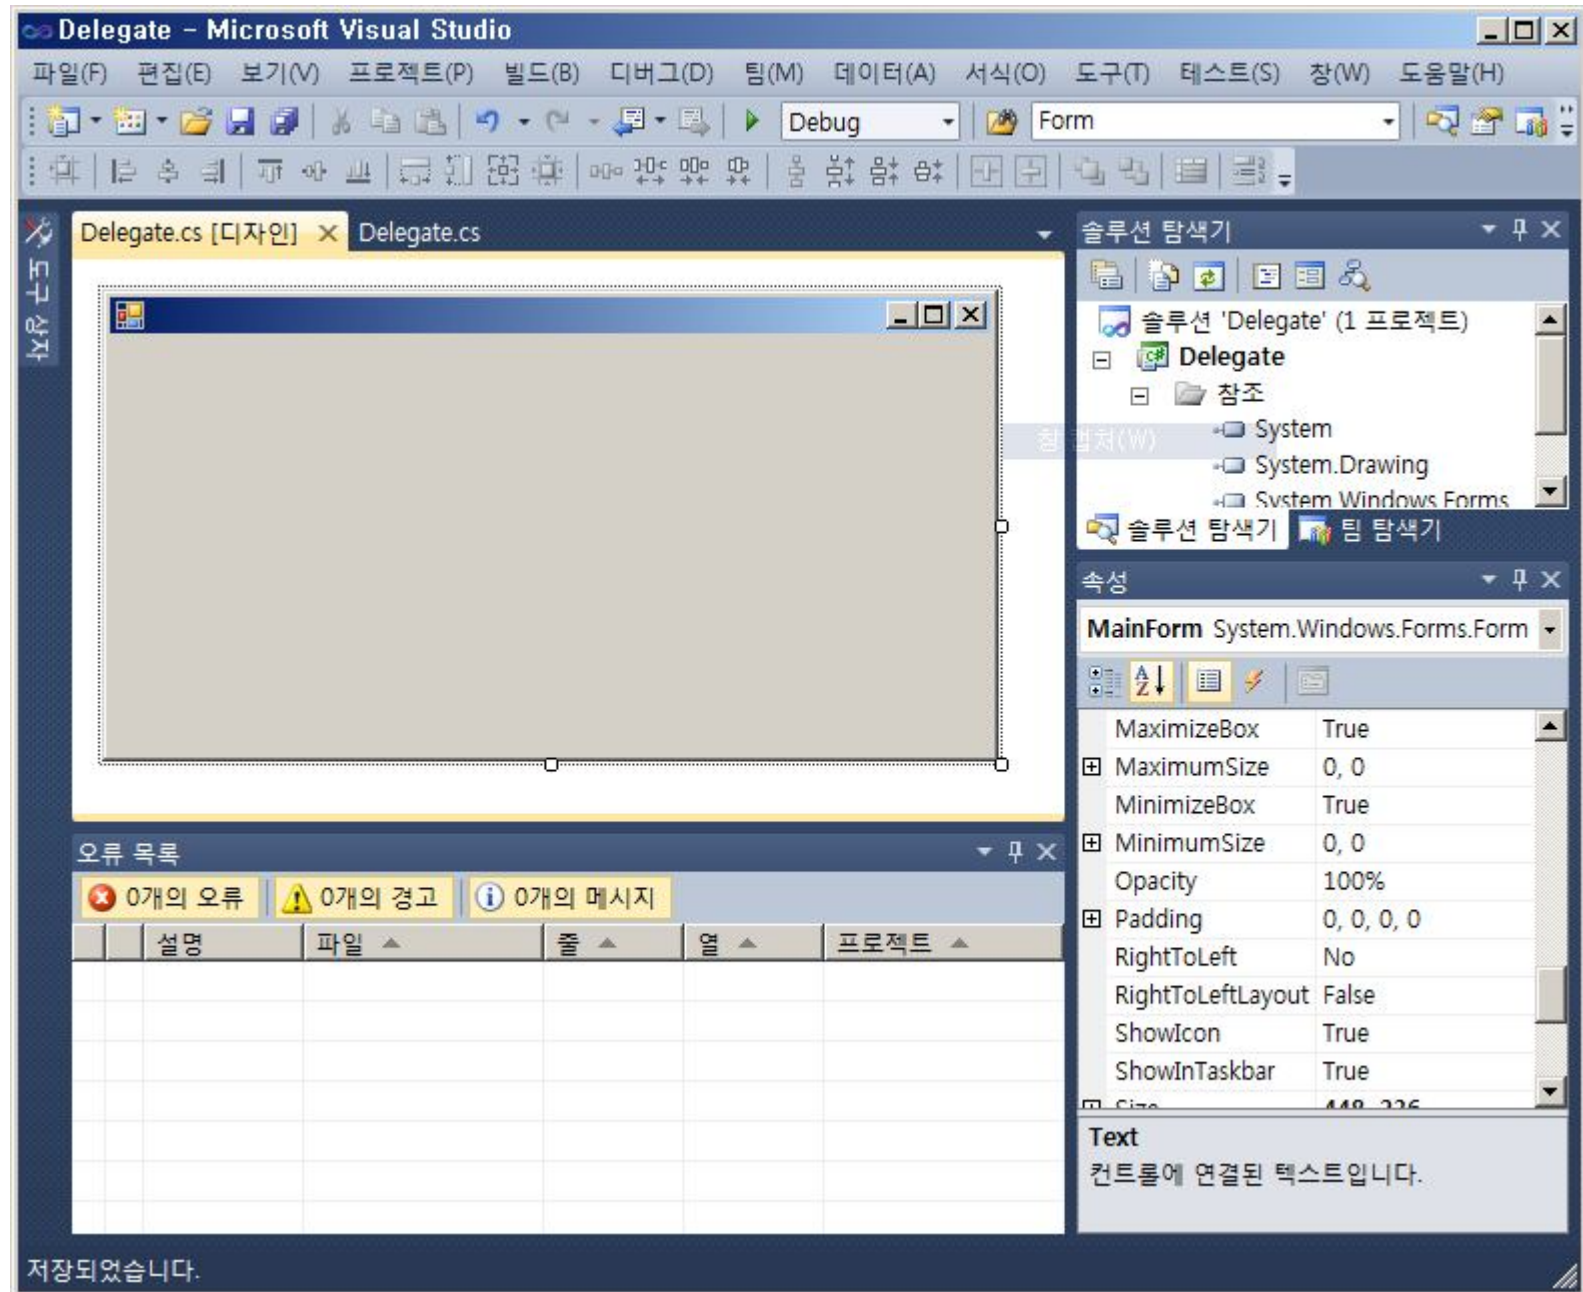 Delegate - Microsoft Visual Studio
파일(F) 편집(E) 보기(V) 프로젝트(P) 빌드(B) 디버그(D) 팀(M) 데이터(A) 서식(O) 도구(T) 테스트(S) 창(W) 도움말(H)
Debug Form
도구 상자
Delegate.cs [디자인] Delegate.cs
솔루션 탐색기
솔루션 'Delegate' (1 프로젝트)
Delegate
참조
System
System.Drawing
System.Windows.Forms
창 캡처(W)
솔루션 탐색기 팀 탐색기
속성
MainForm System.Windows.Forms.Form
MaximizeBox True
MaximumSize 0, 0
MinimizeBox True
MinimumSize 0, 0
Opacity 100%
Padding 0, 0, 0, 0
RightToLeft No
RightToLeftLayout False
ShowIcon True
ShowInTaskbar True
Size
Text
컨트롤에 연결된 텍스트입니다.
오류 목록
0개의 오류 0개의 경고 0개의 메시지
설명 파일 줄 열 프로젝트
저장되었습니다.